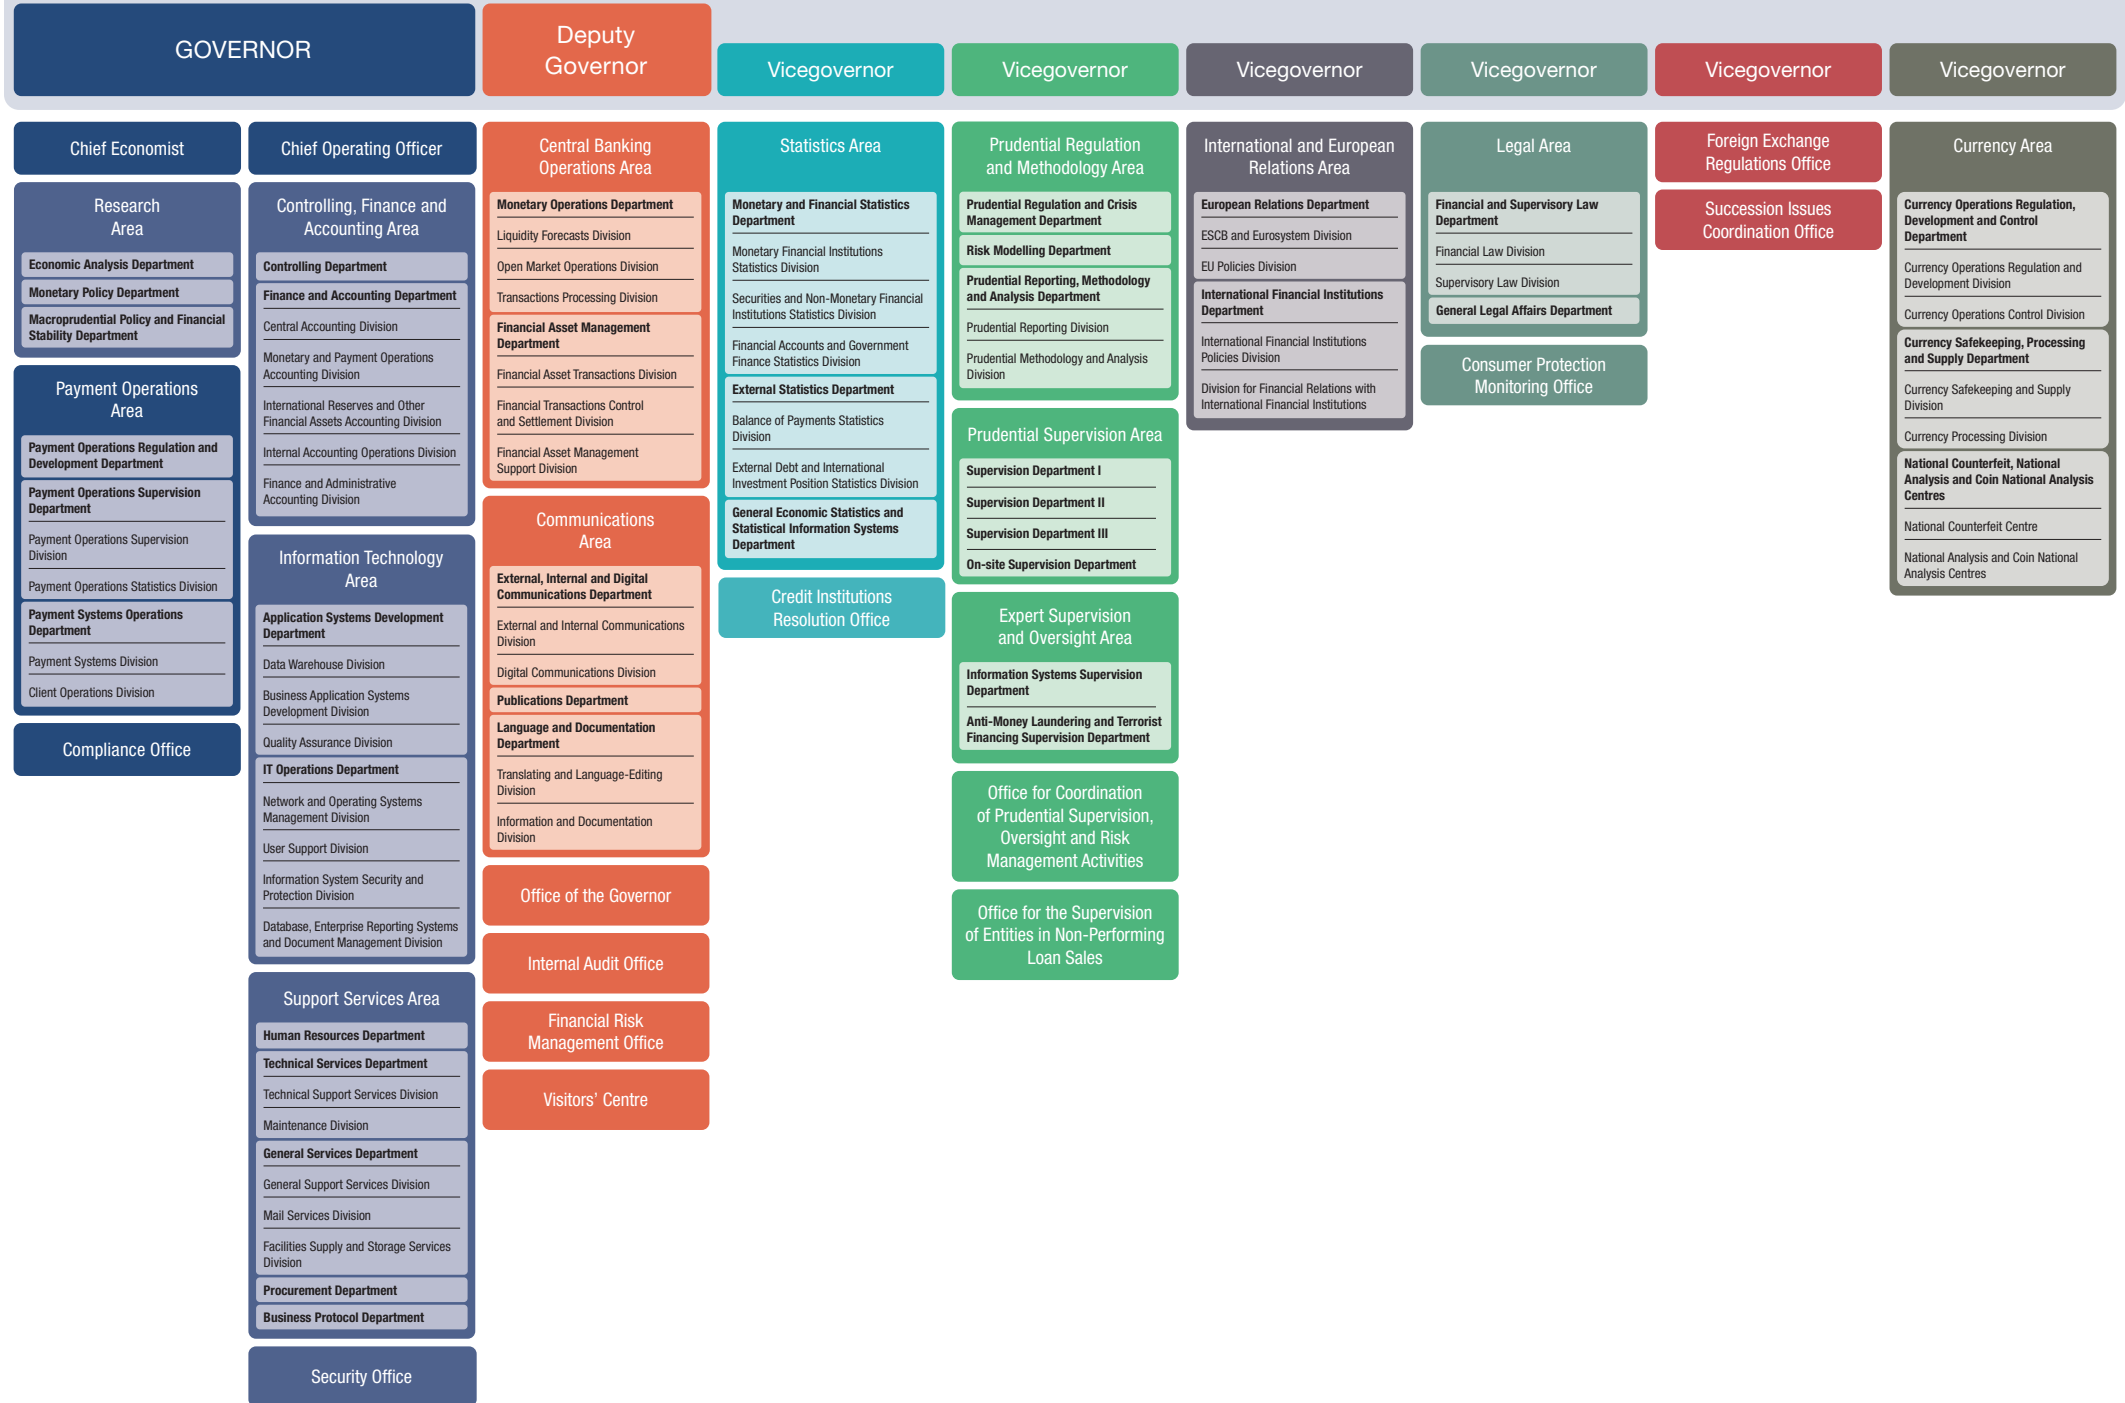 GOVERNOR
Deputy
Governor
Vicegovernor
Vicegovernor
Vicegovernor
Vicegovernor
Vicegovernor
Vicegovernor
Chief Economist
Research
Area
Economic Analysis Department
Monetary Policy Department
Macroprudential Policy and Financial
Stability Department
Payment Operations
Area
Payment Operations Regulation and
Development Department
Payment Operations Supervision
Department
Payment Operations Supervision
Division
Payment Operations Statistics Division
Payment Systems Operations
Department
Payment Systems Division
Client Operations Division
Compliance Office
Chief Operating Officer
Controlling, Finance and
Accounting Area
Controlling Department
Finance and Accounting Department
Central Accounting Division
Monetary and Payment Operations
Accounting Division
International Reserves and Other
Financial Assets Accounting Division
Internal Accounting Operations Division
Finance and Administrative
Accounting Division
Information Technology
Area
Application Systems Development
Department
Data Warehouse Division
Business Application Systems
Development Division
Quality Assurance Division
IT Operations Department
Network and Operating Systems
Management Division
User Support Division
Information System Security and
Protection Division
Database, Enterprise Reporting Systems
and Document Management Division
Support Services Area
Human Resources Department
Technical Services Department
Technical Support Services Division
Maintenance Division
General Services Department
General Support Services Division
Mail Services Division
Facilities Supply and Storage Services
Division
Procurement Department
Business Protocol Department
Security Office
Central Banking
Operations Area
Monetary Operations Department
Liquidity Forecasts Division
Open Market Operations Division
Transactions Processing Division
Financial Asset Management
Department
Financial Asset Transactions Division
Financial Transactions Control
and Settlement Division
Financial Asset Management
Support Division
Communications
Area
External, Internal and Digital
Communications Department
External and Internal Communications
Division
Digital Communications Division
Publications Department
Language and Documentation
Department
Translating and Language-Editing
Division
Information and Documentation
Division
Office of the Governor
Internal Audit Office
Financial Risk
Management Office
Visitors' Centre
Statistics Area
Monetary and Financial Statistics
Department
Monetary Financial Institutions
Statistics Division
Securities and Non-Monetary Financial
Institutions Statistics Division
Financial Accounts and Government
Finance Statistics Division
External Statistics Department
Balance of Payments Statistics
Division
External Debt and International
Investment Position Statistics Division
General Economic Statistics and
Statistical Information Systems
Department
Credit Institutions
Resolution Office
Prudential Regulation
and Methodology Area
Prudential Regulation and Crisis
Management Department
Risk Modelling Department
Prudential Reporting, Methodology
and Analysis Department
Prudential Reporting Division
Prudential Methodology and Analysis
Division
Prudential Supervision Area
Supervision Department I
Supervision Department II
Supervision Department III
On-site Supervision Department
Expert Supervision
and Oversight Area
Information Systems Supervision
Department
Anti-Money Laundering and Terrorist
Financing Supervision Department
Office for Coordination
of Prudential Supervision,
Oversight and Risk
Management Activities
Office for the Supervision
of Entities in Non-Performing
Loan Sales
International and European
Relations Area
European Relations Department
ESCB and Eurosystem Division
EU Policies Division
International Financial Institutions
Department
International Financial Institutions
Policies Division
Division for Financial Relations with
International Financial Institutions
Legal Area
Financial and Supervisory Law
Department
Financial Law Division
Supervisory Law Division
General Legal Affairs Department
Consumer Protection
Monitoring Office
Foreign Exchange
Regulations Office
Succession Issues
Coordination Office
Currency Area
Currency Operations Regulation,
Development and Control
Department
Currency Operations Regulation and
Development Division
Currency Operations Control Division
Currency Safekeeping, Processing
and Supply Department
Currency Safekeeping and Supply
Division
Currency Processing Division
National Counterfeit, National
Analysis and Coin National Analysis
Centres
National Counterfeit Centre
National Analysis and Coin National
Analysis Centres